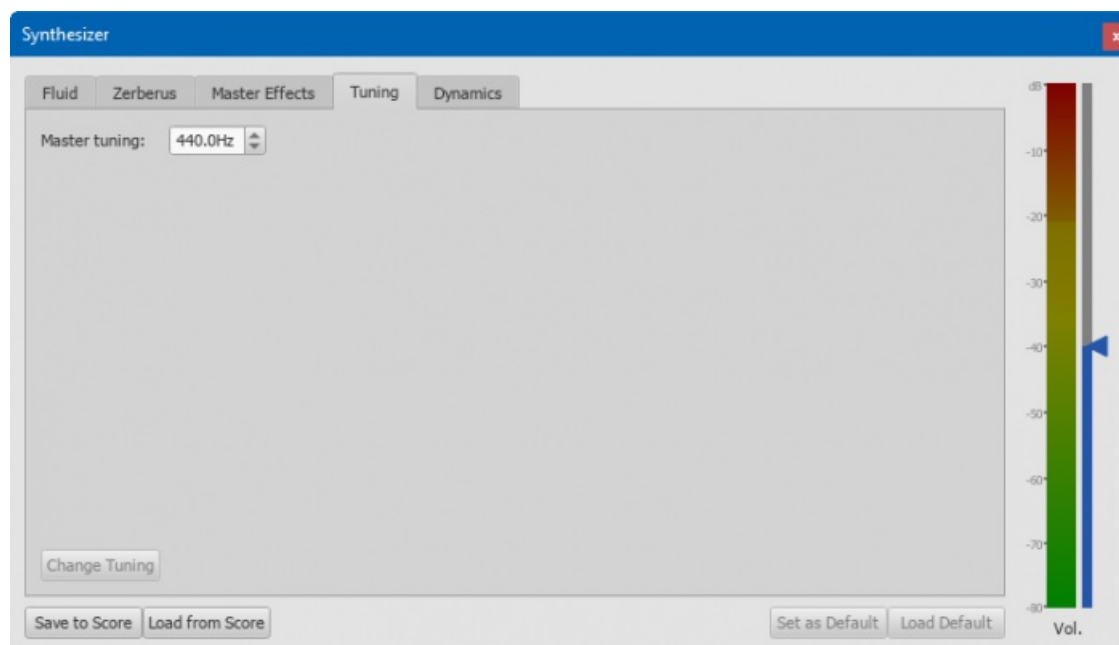 Synthesizer
x
Fluid Zerberus Master Effects Tuning Dynamics
Master tuning: 440.0Hz
dB
-10
-20
-30
-40
-50
-60
-70
-80
Change Tuning
Save to Score Load from Score Set as Default Load Default
Vol.